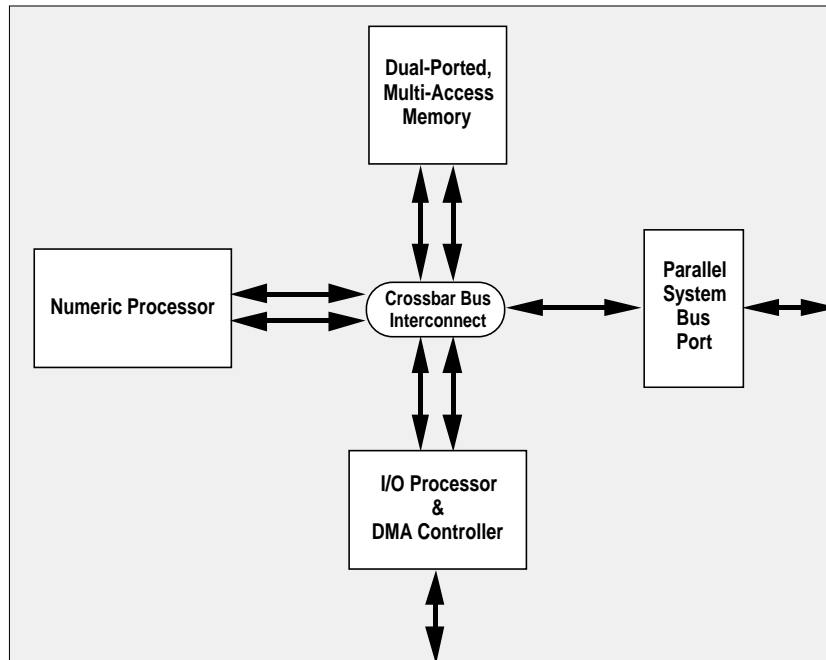 Dual-Ported,
Multi-Access
Memory
Numeric Processor
Crossbar Bus
Interconnect
Parallel
System
Bus
Port
I/O Processor
&
DMA Controller